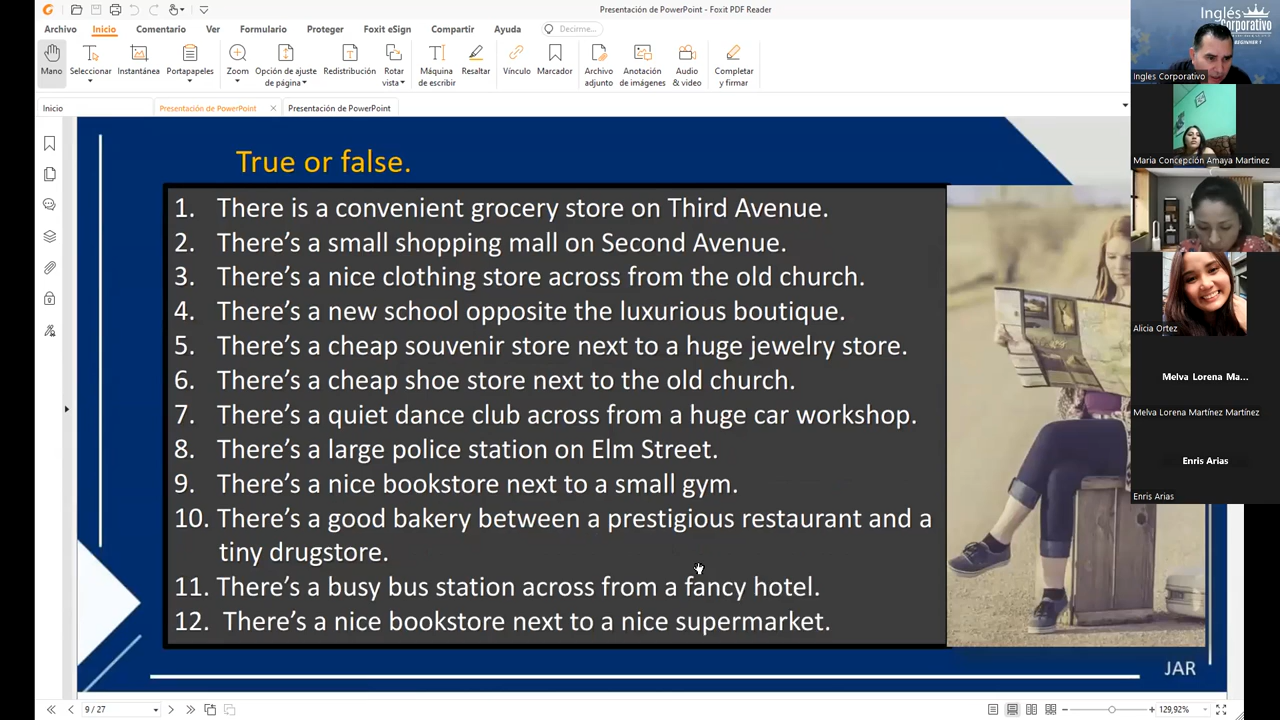 Presentación de PowerPoint - Foxit PDF Reader
Archivo Inicio Comentario Ver Formulario Proteger Foxit eSign Compartir Ayuda Decirme...
Mano Seleccionar Instantánea Portapapeles Zoom Opción de ajuste de página Redistribución Rotar vista Máquina de escribir Resaltar Vínculo Marcador Archivo adjunto Anotación de imágenes Audio & video Completar y firmar
Inicio Presentación de PowerPoint Presentación de PowerPoint
True or false.
1. There is a convenient grocery store on Third Avenue.
2. There's a small shopping mall on Second Avenue.
3. There's a nice clothing store across from the old church.
4. There's a new school opposite the luxurious boutique.
5. There's a cheap souvenir store next to a huge jewelry store.
6. There's a cheap shoe store next to the old church.
7. There's a quiet dance club across from a huge car workshop.
8. There's a large police station on Elm Street.
9. There's a nice bookstore next to a small gym.
10. There's a good bakery between a prestigious restaurant and a
tiny drugstore.
11. There's a busy bus station across from a fancy hotel.
12. There's a nice bookstore next to a nice supermarket.
JAR
9 / 27
129,92%
Inglés
Corporativo
BEGINNER 1
Ingles Corporativo
Maria Concepción Amaya Martinez
Alicia Ortez
Melva Lorena Ma...
Melva Lorena Martínez Martínez
Enris Arias
Enris Arias